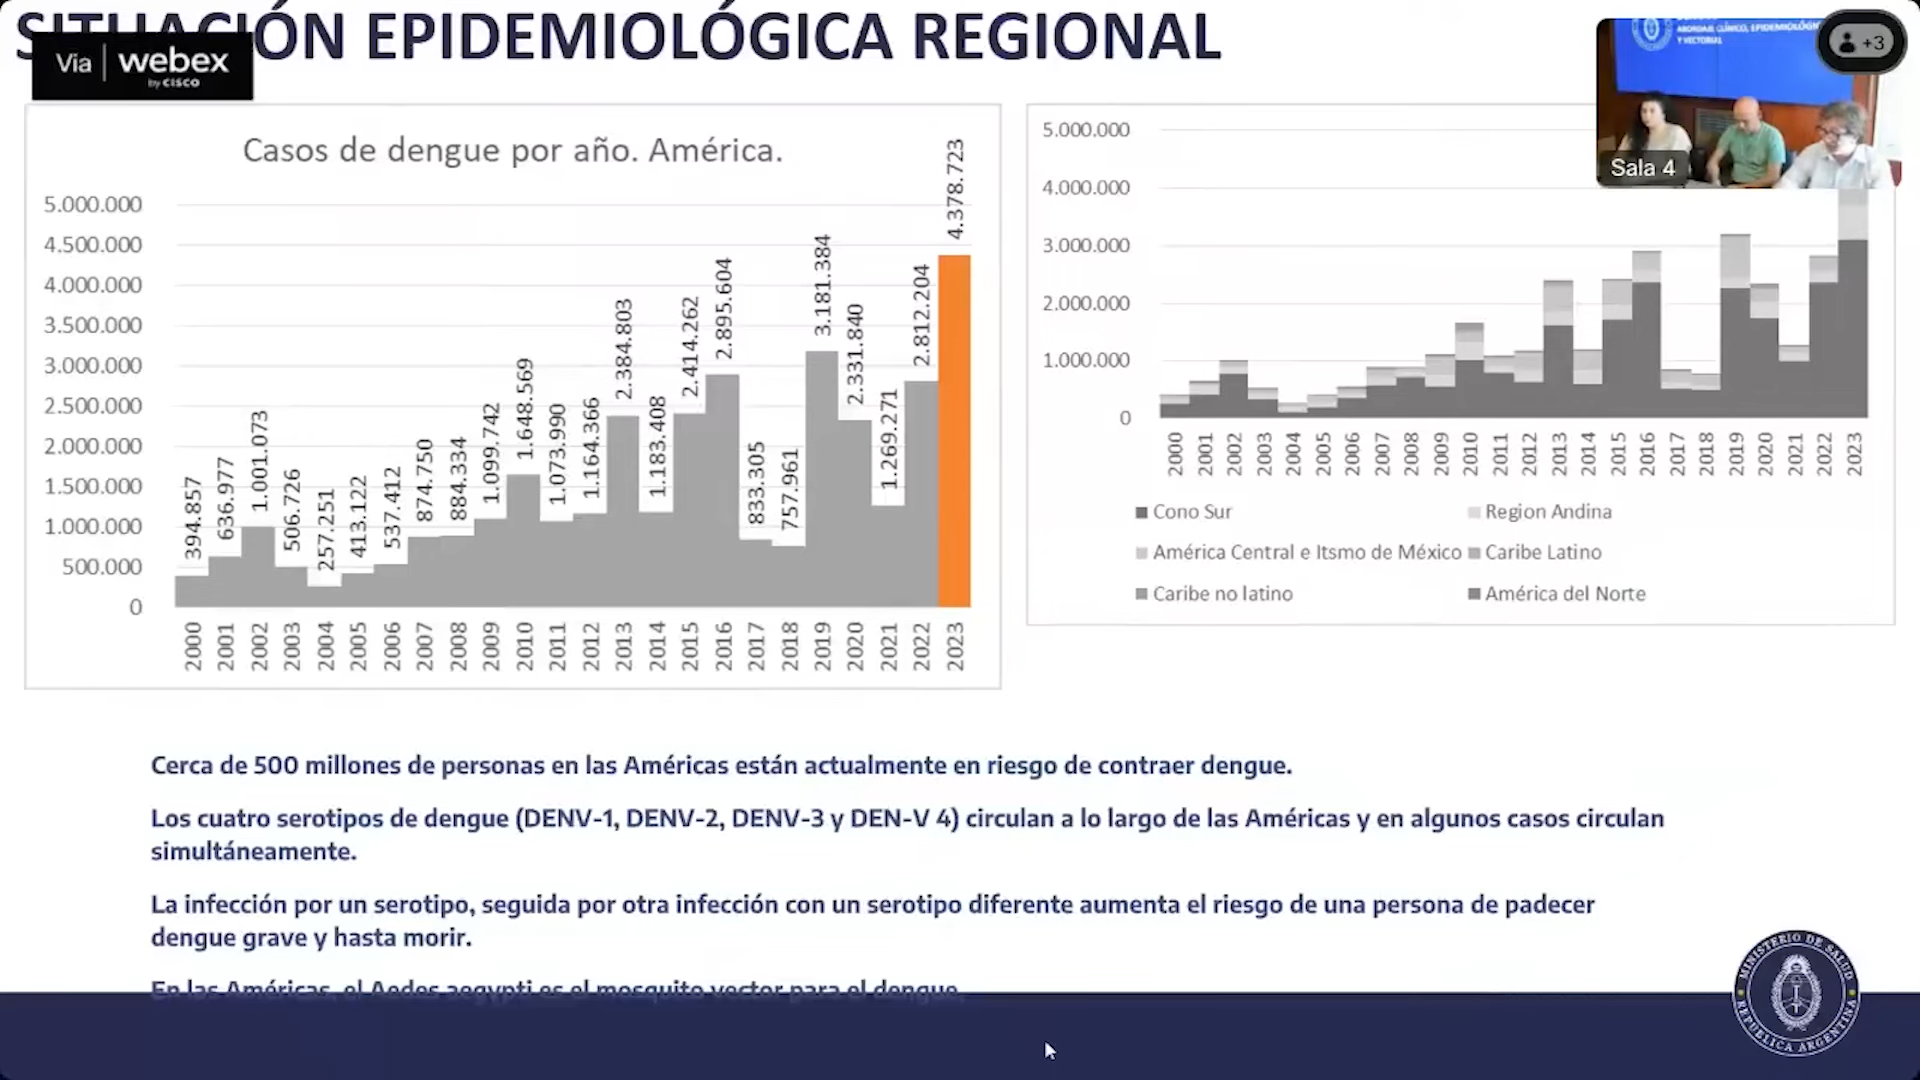 SITUACIÓN EPIDEMIOLÓGICA REGIONAL
Via webex
by CISCO
ABORDAJE CLÍNICO, EPIDEMIOLÓGICO
Y VECTORIAL
+3
Sala 4
Casos de dengue por año. América.
5.000.000
4.500.000
4.000.000
3.500.000
3.000.000
2.500.000
2.000.000
1.500.000
1.000.000
500.000
0
394.857
636.977
1.001.073
506.726
257.251
413.122
537.412
874.750
884.334
1.099.742
1.648.569
1.073.990
1.164.366
2.384.803
1.183.408
2.414.262
2.895.604
833.305
757.961
3.181.384
2.331.840
1.269.271
2.812.204
4.378.723
2000 2001 2002 2003 2004 2005 2006 2007 2008 2009 2010 2011 2012 2013 2014 2015 2016 2017 2018 2019 2020 2021 2022 2023
5.000.000
4.000.000
3.000.000
2.000.000
1.000.000
0
2000 2001 2002 2003 2004 2005 2006 2007 2008 2009 2010 2011 2012 2013 2014 2015 2016 2017 2018 2019 2020 2021 2022 2023
Cono Sur Region Andina
América Central e Itsmo de México Caribe Latino
Caribe no latino América del Norte
Cerca de 500 millones de personas en las Américas están actualmente en riesgo de contraer dengue.
Los cuatro serotipos de dengue (DENV-1, DENV-2, DENV-3 y DEN-V 4) circulan a lo largo de las Américas y en algunos casos circulan
simultáneamente.
La infección por un serotipo, seguida por otra infección con un serotipo diferente aumenta el riesgo de una persona de padecer
dengue grave y hasta morir.
En las Américas, el Aedes aegypti es el mosquito vector para el dengue.
MINISTERIO DE SALUD
REPUBLICA ARGENTINA